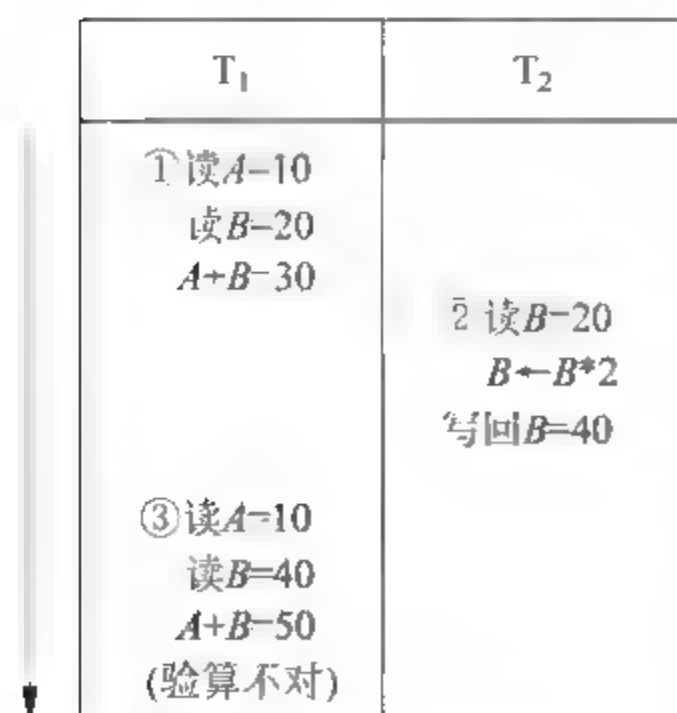 T₁ T₂
①读A=10
读B=20
A+B=30
②读B=20
B←B*2
写回B=40
③读A=10
读B=40
A+B=50
(验算不对)